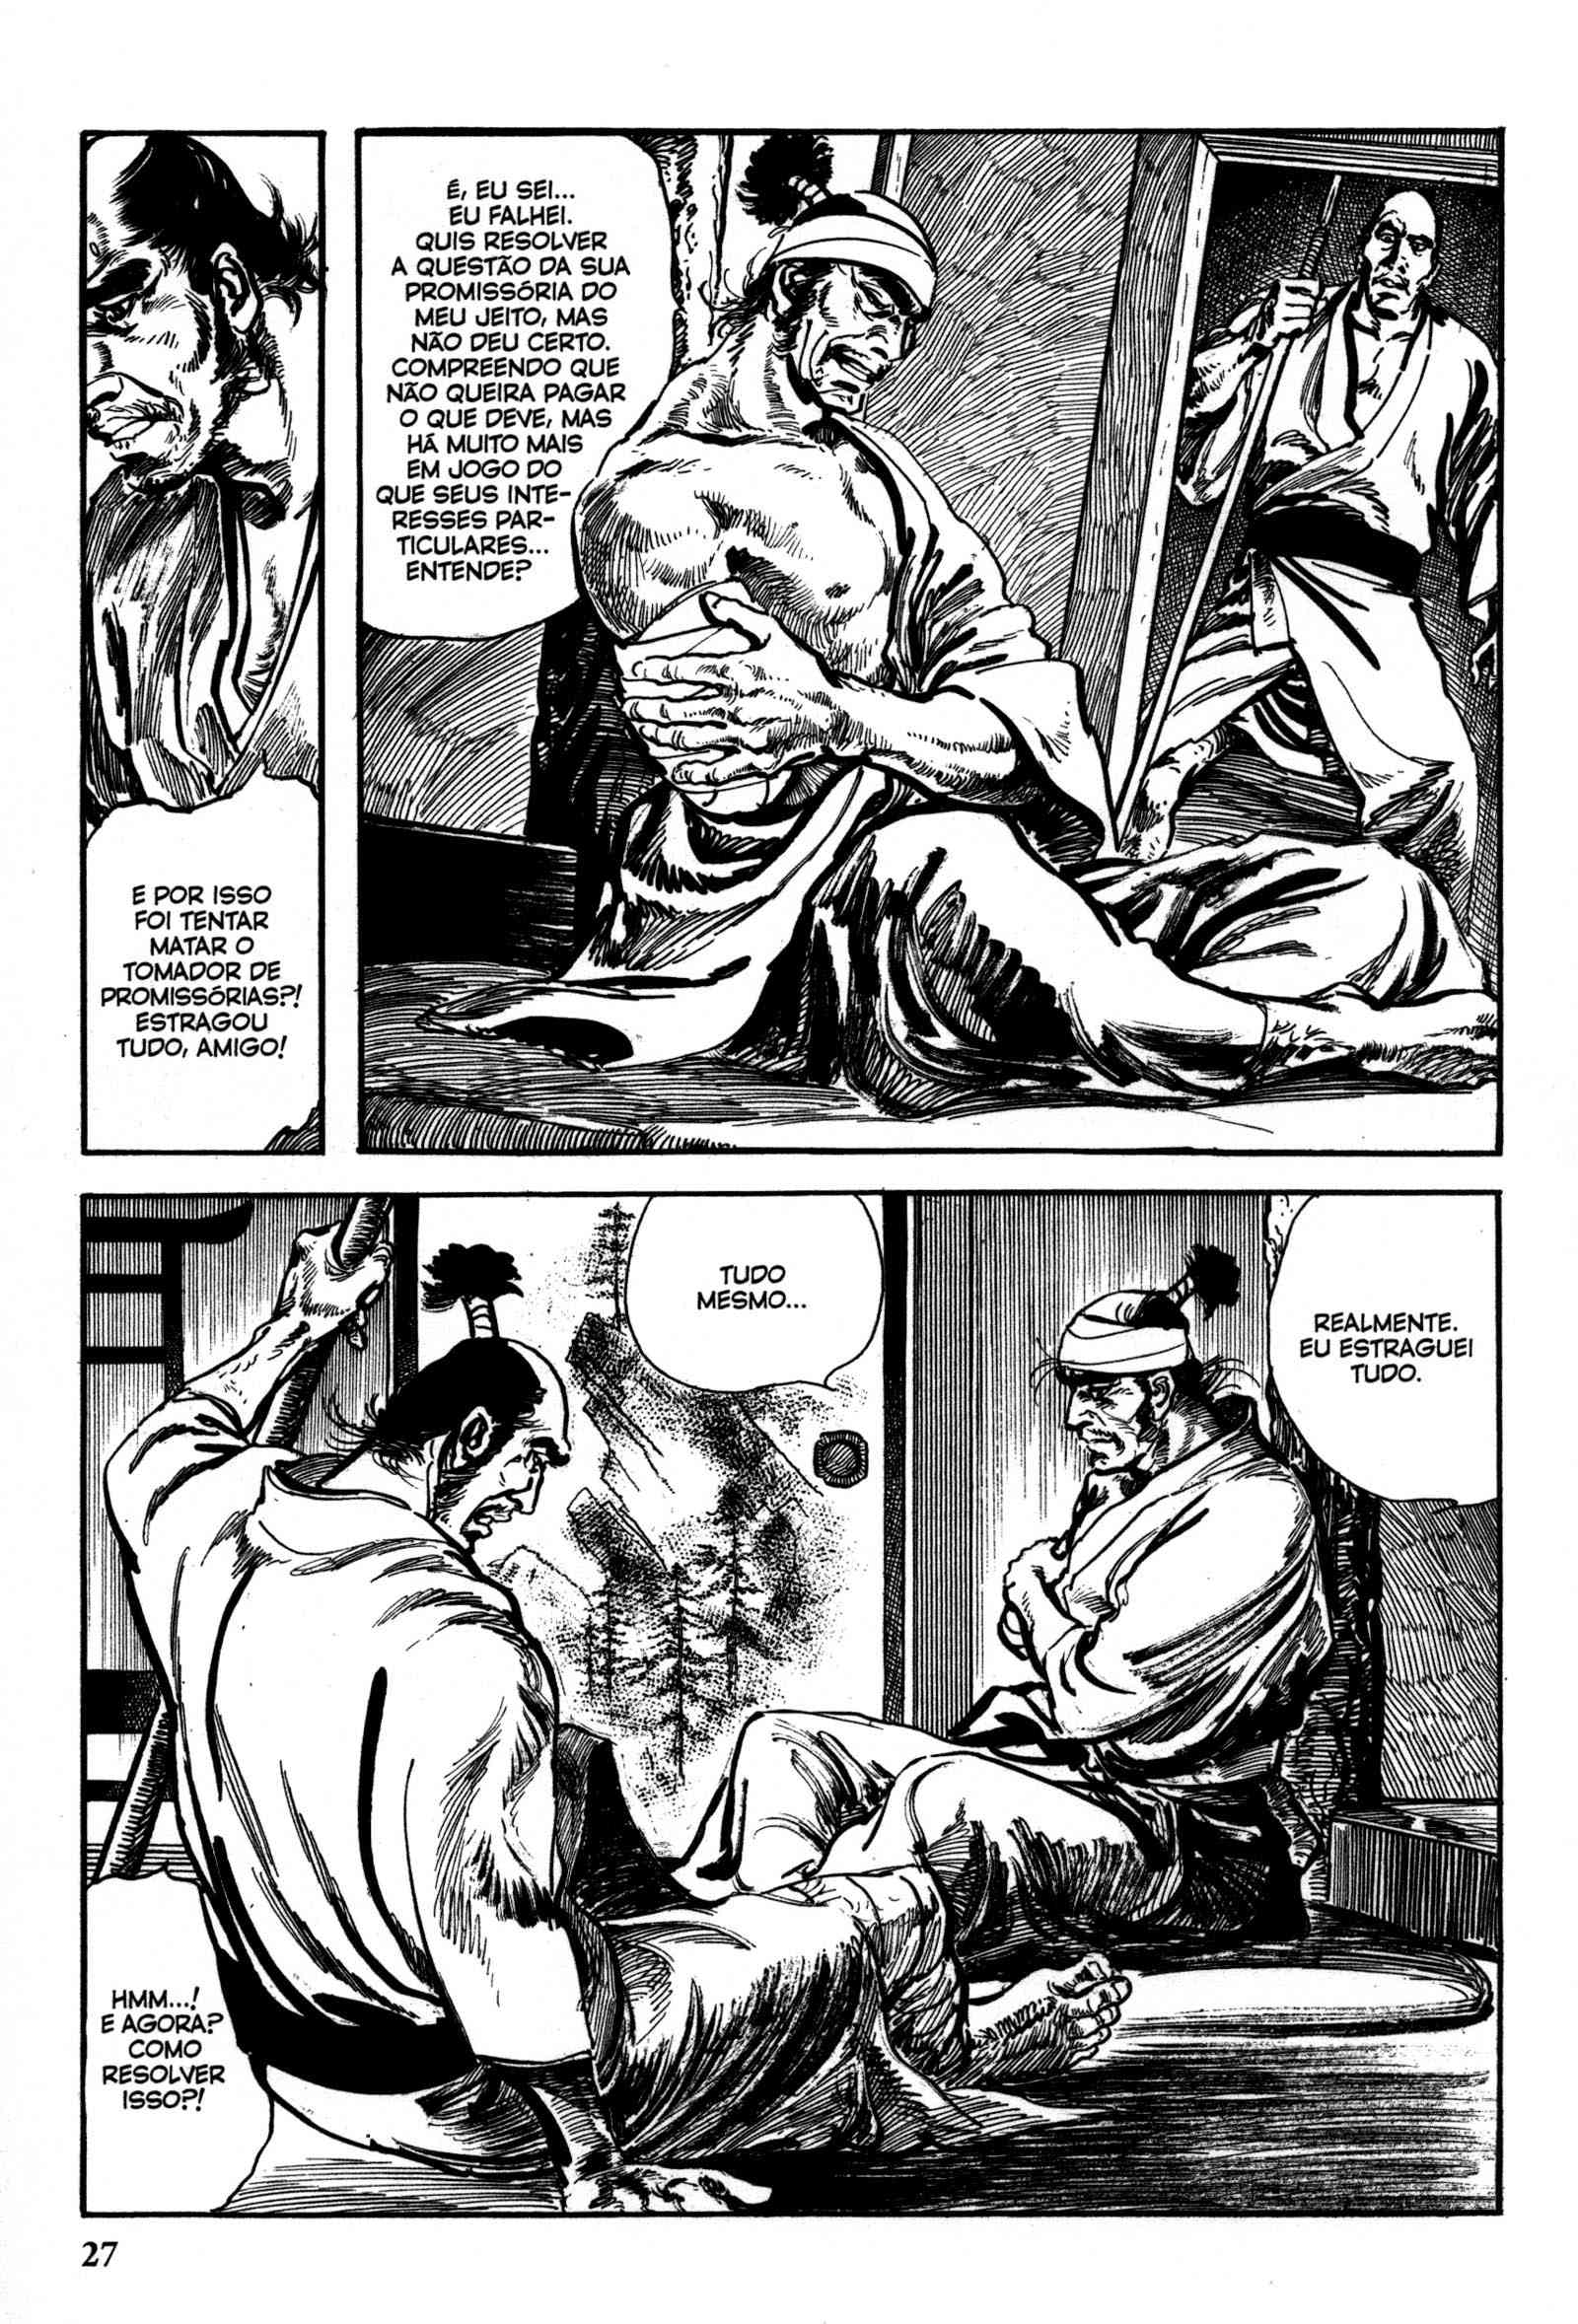 É, EU SEI...
EU FALHEI.
QUIS RESOLVER
A QUESTÃO DA SUA
PROMISSÓRIA DO
MEU JEITO, MAS
NÃO DEU CERTO.
COMPREENDO QUE
NÃO QUEIRA PAGAR
O QUE DEVE, MAS
HÁ MUITO MAIS
EM JOGO DO
QUE SEUS INTE-
RESSES PAR-
TICULARES...
ENTENDE?
E POR ISSO
FOI TENTAR
MATAR O
TOMADOR DE
PROMISSÓRIAS?!
ESTRAGOU
TUDO, AMIGO!
REALMENTE.
EU ESTRAGUEI
TUDO.
TUDO
MESMO...
HMM...!
E AGORA?
COMO
RESOLVER
ISSO?!
27